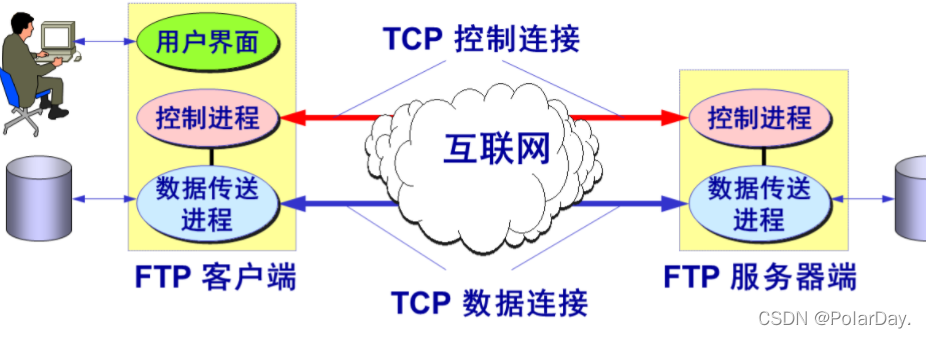 TCP 控制连接
用户界面
控制进程
控制进程
互联网
数据传送
进程
数据传送
进程
FTP 客户端
FTP 服务器端
TCP 数据连接
CSDN @PolarDay.